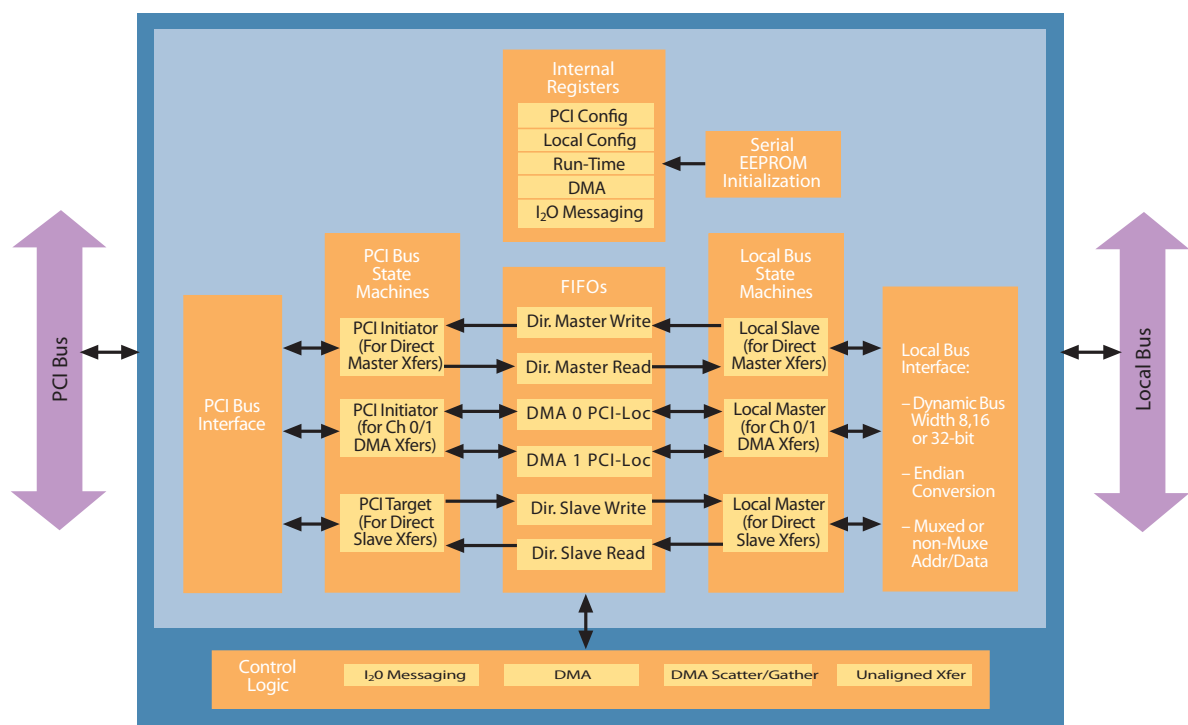 Internal
Registers
PCI Config
Local Config
Run-Time
DMA
I₂O Messaging
Serial
EEPROM
Initialization
PCI Bus
PCI Bus
Interface
PCI Bus
State
Machines
PCI Initiator
(For Direct
Master Xfers)
PCI Initiator
(for Ch 0/1
DMA Xfers)
PCI Target
(For Direct
Slave Xfers)
FIFOs
Dir. Master Write
Dir. Master Read
DMA 0 PCI-Loc
DMA 1 PCI-Loc
Dir. Slave Write
Dir. Slave Read
Local Bus
State
Machines
Local Slave
(for Direct
Master Xfers)
Local Master
(for Ch 0/1
DMA Xfers)
Local Master
(for Direct
Slave Xfers)
Local Bus
Interface:
– Dynamic Bus
Width 8,16
or 32-bit
– Endian
Conversion
– Muxed or
non-Muxe
Addr/Data
Local Bus
Control
Logic
I₂0 Messaging
DMA
DMA Scatter/Gather
Unaligned Xfer